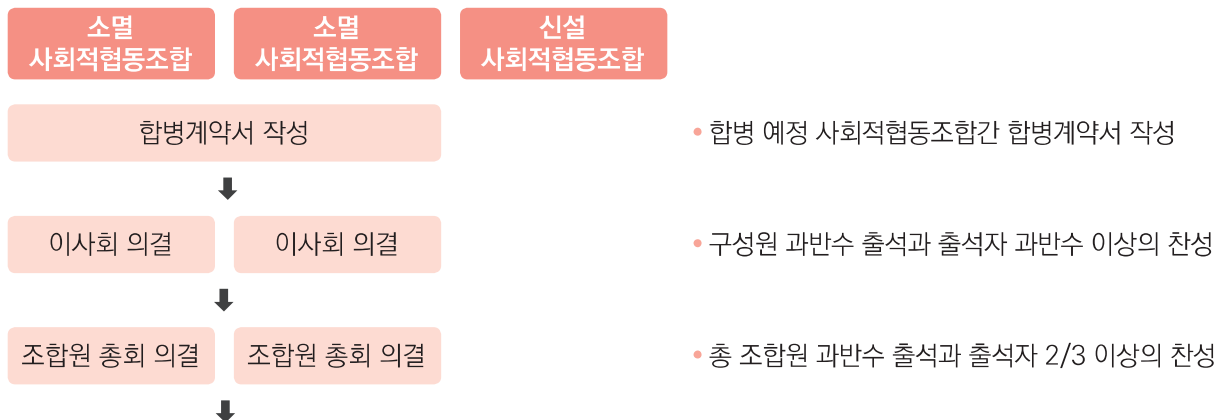 소멸
사회적협동조합
소멸
사회적협동조합
신설
사회적협동조합
합병계약서 작성
• 합병 예정 사회적협동조합간 합병계약서 작성
이사회 의결
이사회 의결
• 구성원 과반수 출석과 출석자 과반수 이상의 찬성
조합원 총회 의결
조합원 총회 의결
• 총 조합원 과반수 출석과 출석자 2/3 이상의 찬성